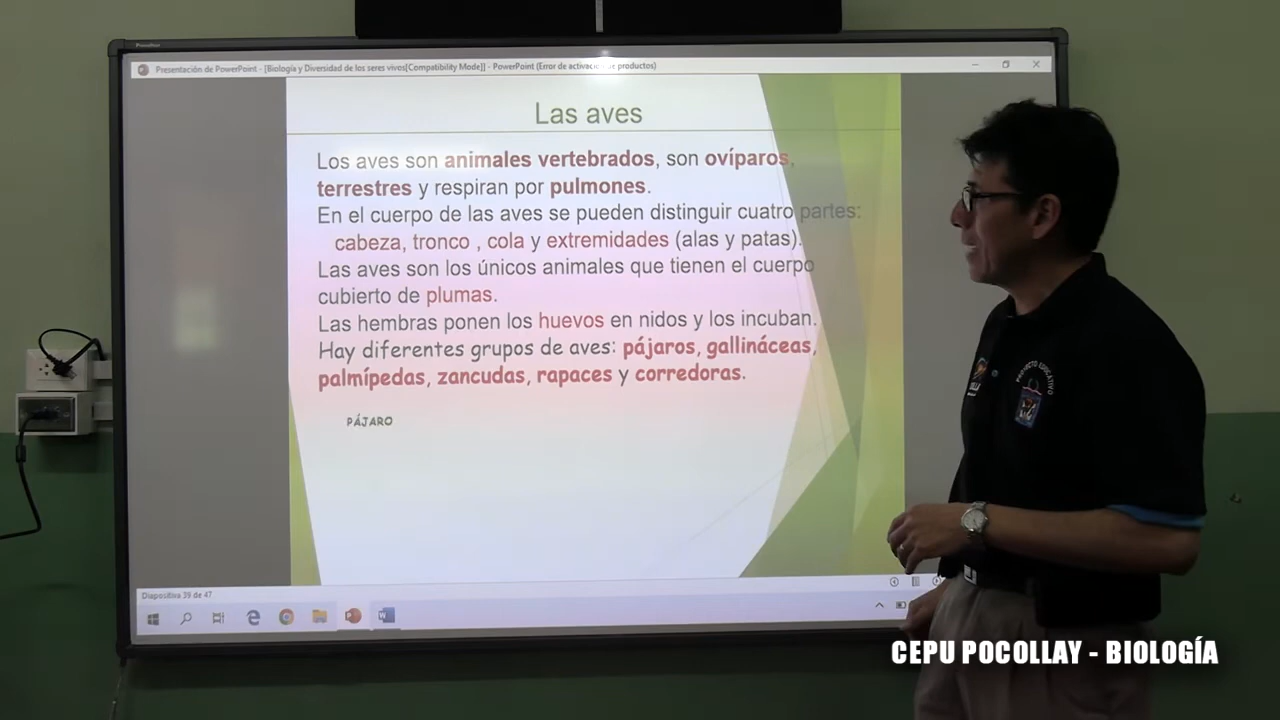 Presentación de PowerPoint - [Biología y Diversidad de los seres vivos[Compatibility Mode]] - PowerPoint (Error de activación de productos)
Las aves
Los aves son animales vertebrados, son ovíparos,
terrestres y respiran por pulmones.
En el cuerpo de las aves se pueden distinguir cuatro partes:
cabeza, tronco , cola y extremidades (alas y patas).
Las aves son los únicos animales que tienen el cuerpo
cubierto de plumas.
Las hembras ponen los huevos en nidos y los incuban.
Hay diferentes grupos de aves: pájaros, gallináceas,
palmípedas, zancudas, rapaces y corredoras.
PÁJARO
Diapositiva 39 de 47
PROYECTO EDUCATIVO
CEPU POCOLLAY - BIOLOGÍA